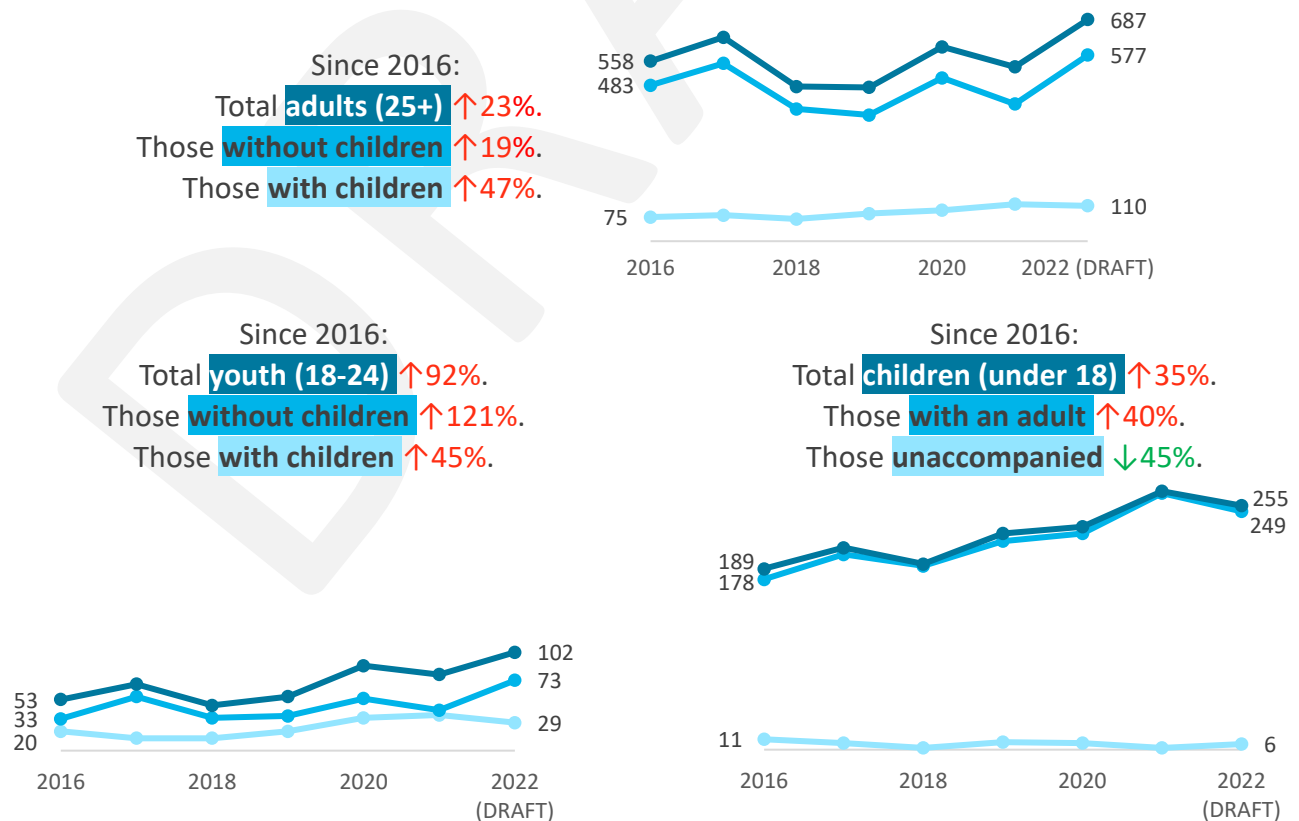 Since 2016:
Total adults (25+) ↑23%.
Those without children ↑19%.
Those with children ↑47%.
558
483
75
687
577
110
2016 2018 2020 2022 (DRAFT)
Since 2016:
Total youth (18-24) ↑92%.
Those without children ↑121%.
Those with children ↑45%.
53
33
20
102
73
29
2016 2018 2020 2022
(DRAFT)
Since 2016:
Total children (under 18) ↑35%.
Those with an adult ↑40%.
Those unaccompanied ↓45%.
189
178
11
255
249
6
2016 2018 2020 2022
(DRAFT)
DRA